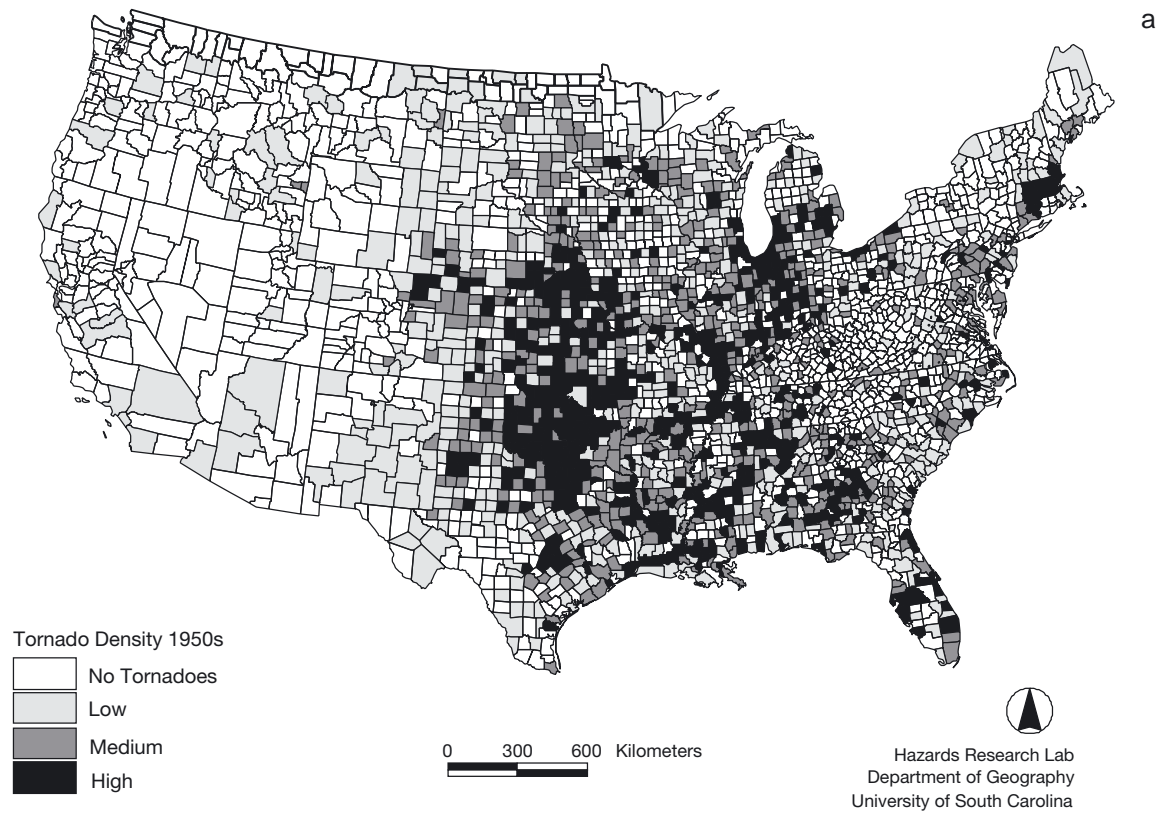 a
Tornado Density 1950s
No Tornadoes
Low
Medium
High
0 300 600 Kilometers
Hazards Research Lab
Department of Geography
University of South Carolina